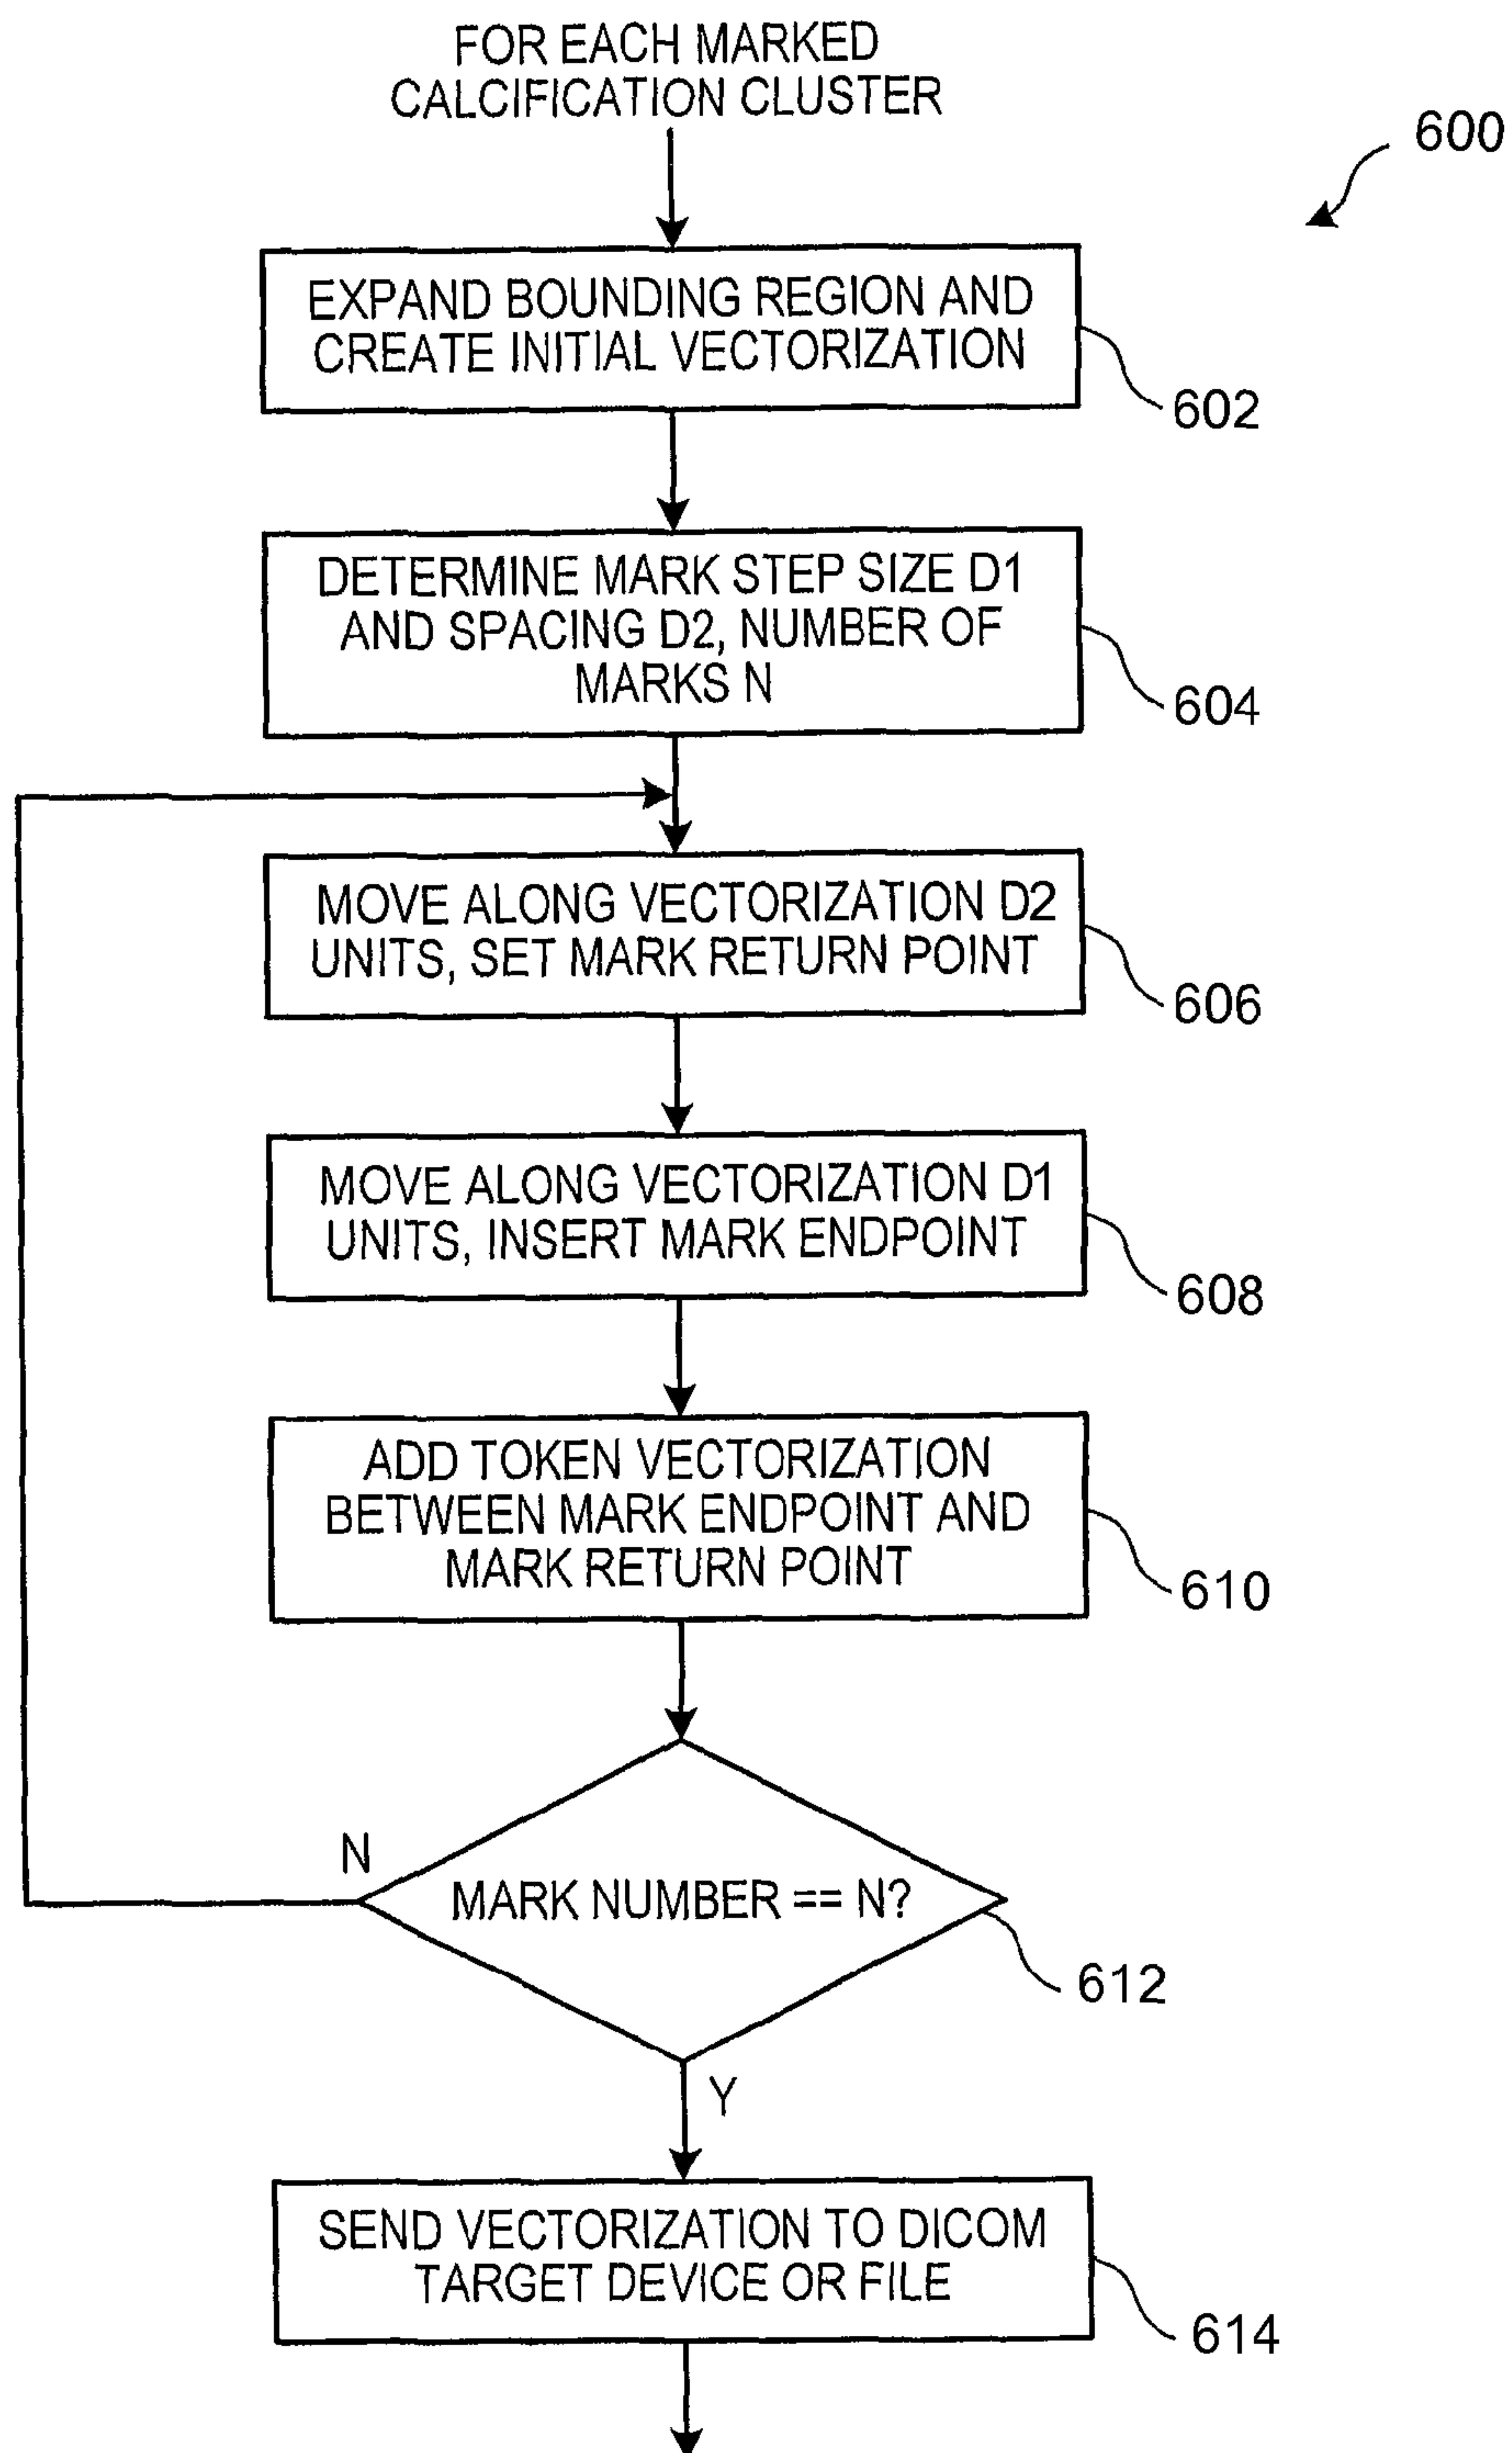 FOR EACH MARKED
CALCIFICATION CLUSTER
600
EXPAND BOUNDING REGION AND
CREATE INITIAL VECTORIZATION
602
DETERMINE MARK STEP SIZE D1
AND SPACING D2, NUMBER OF
MARKS N
604
MOVE ALONG VECTORIZATION D2
UNITS, SET MARK RETURN POINT
606
MOVE ALONG VECTORIZATION D1
UNITS, INSERT MARK ENDPOINT
608
ADD TOKEN VECTORIZATION
BETWEEN MARK ENDPOINT AND
MARK RETURN POINT
610
N
MARK NUMBER == N?
612
Y
SEND VECTORIZATION TO DICOM
TARGET DEVICE OR FILE
614